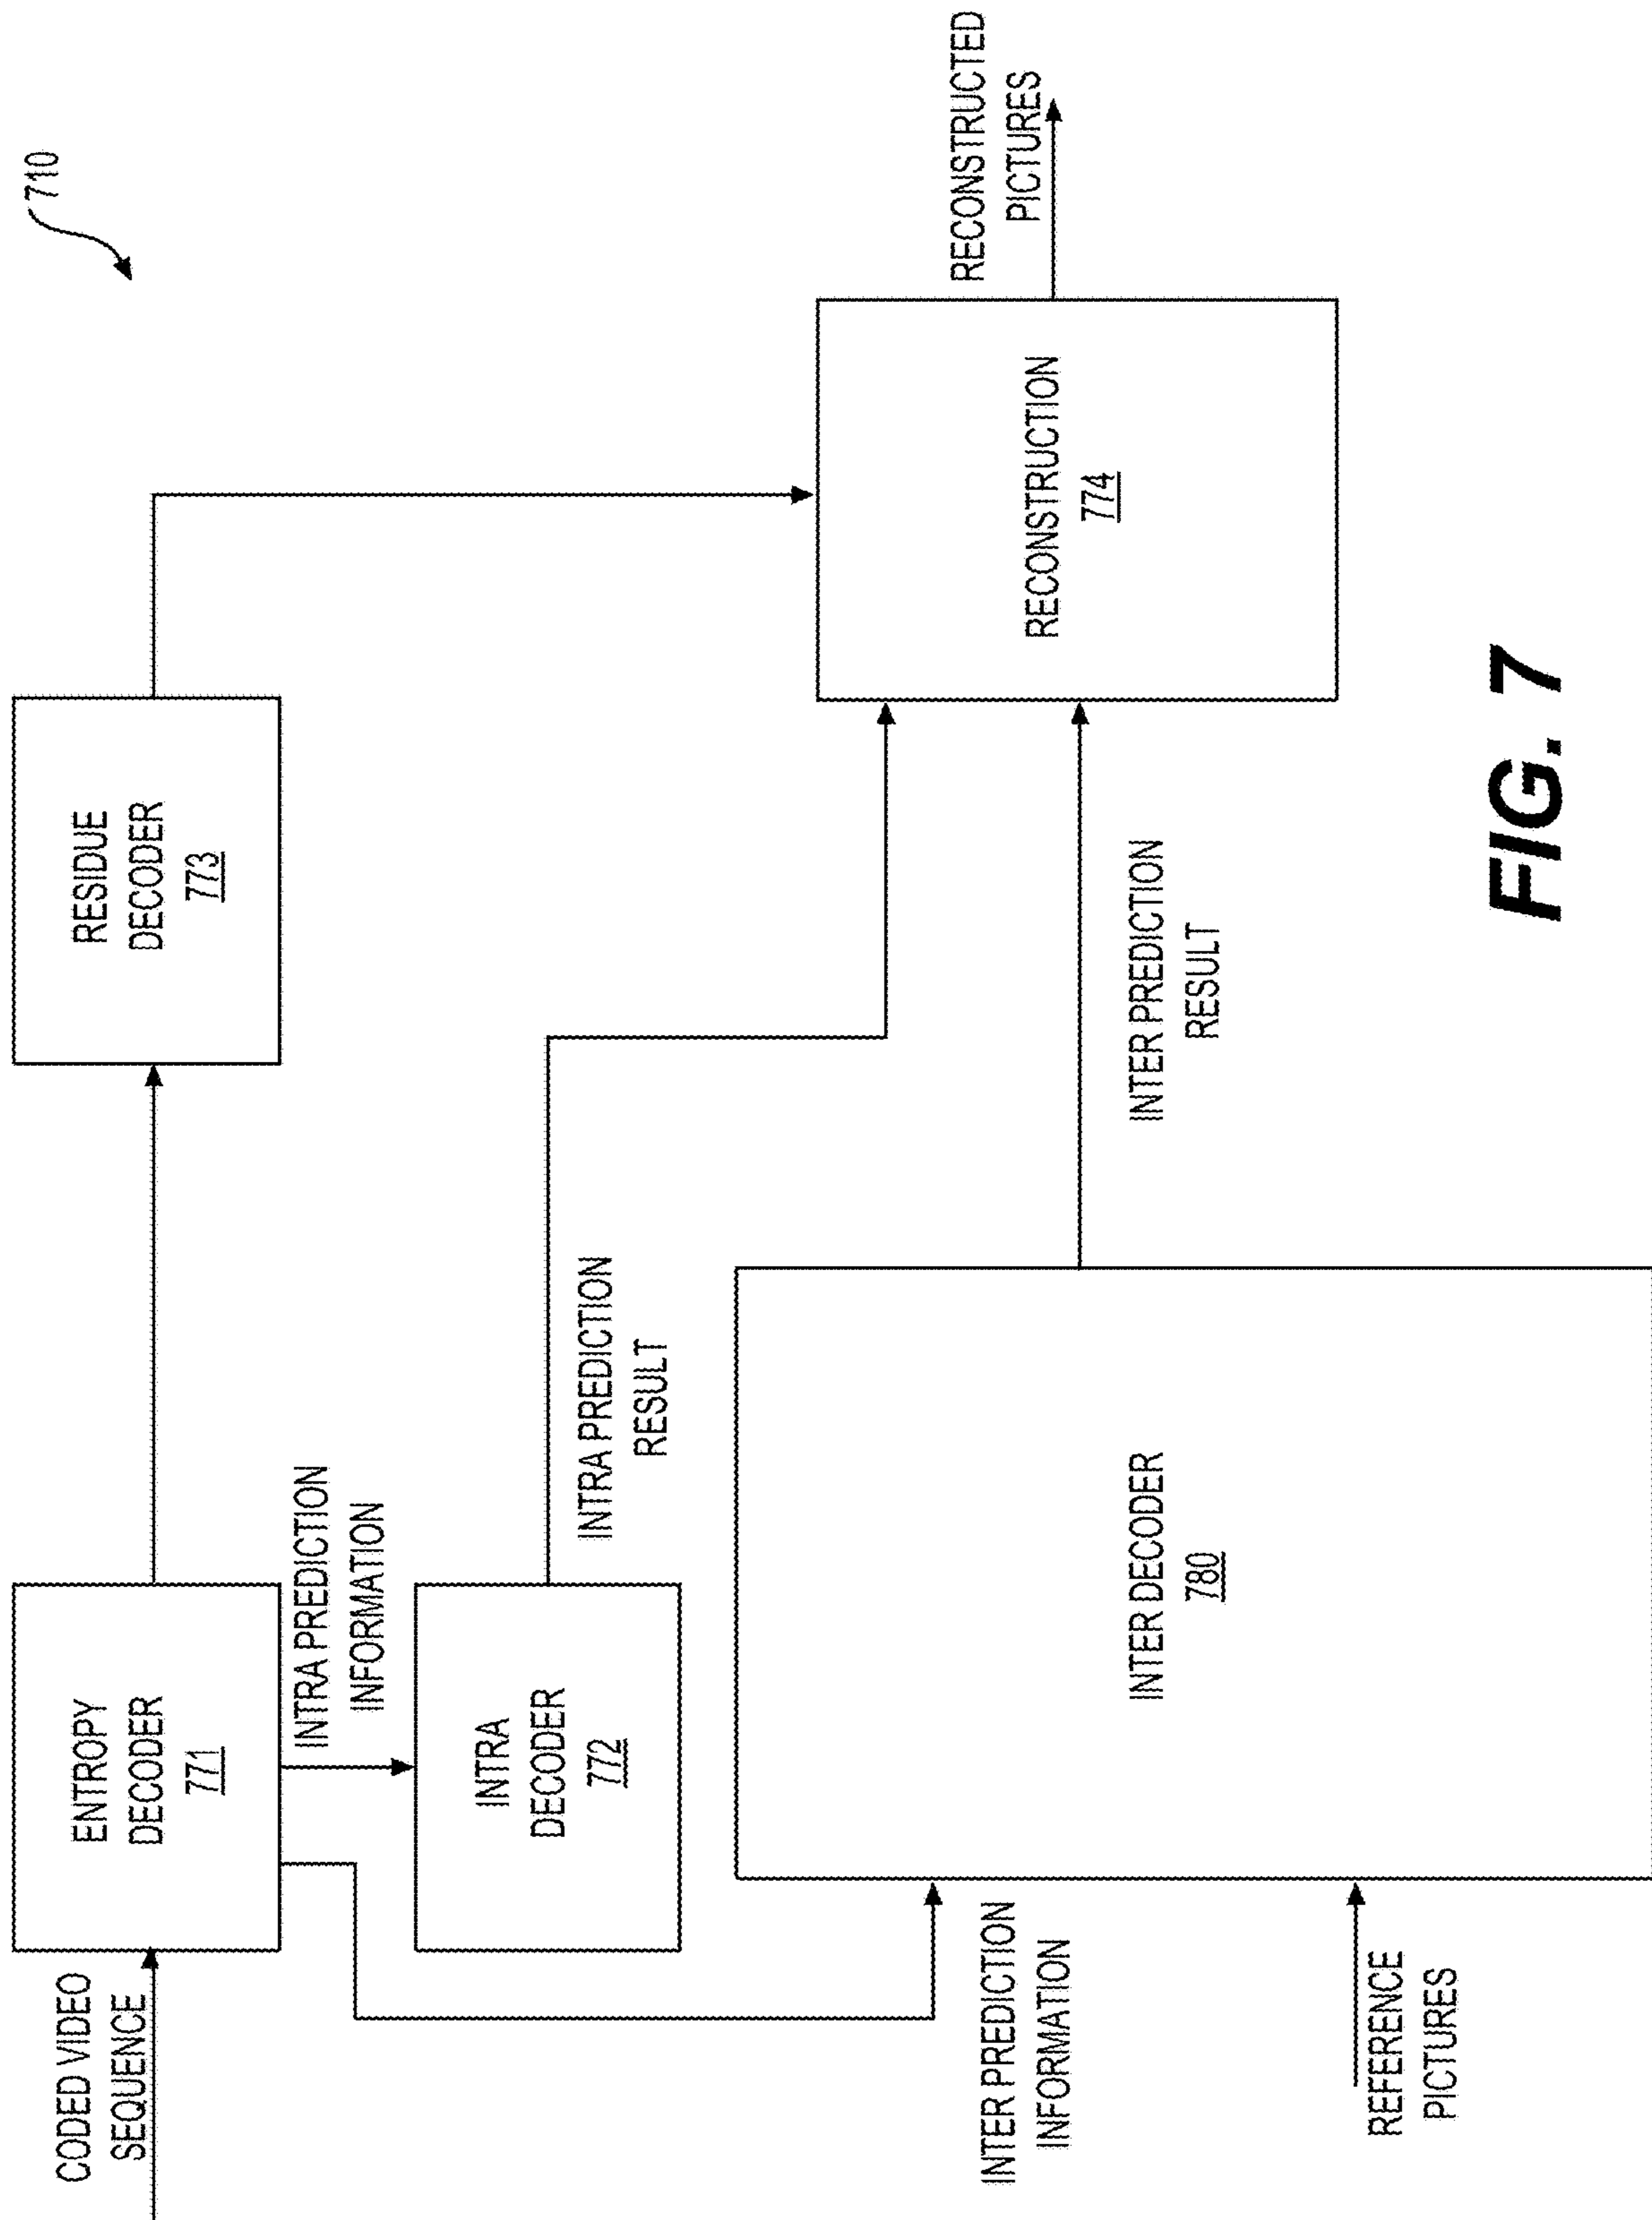 710
CODED VIDEO
SEQUENCE
ENTROPY
DECODER
771
RESIDUE
DECODER
773
INTRA PREDICTION
INFORMATION
INTRA
DECODER
772
INTRA PREDICTION
RESULT
INTER PREDICTION
INFORMATION
REFERENCE
PICTURES
INTER DECODER
780
INTER PREDICTION
RESULT
RECONSTRUCTION
774
RECONSTRUCTED
PICTURES
FIG. 7